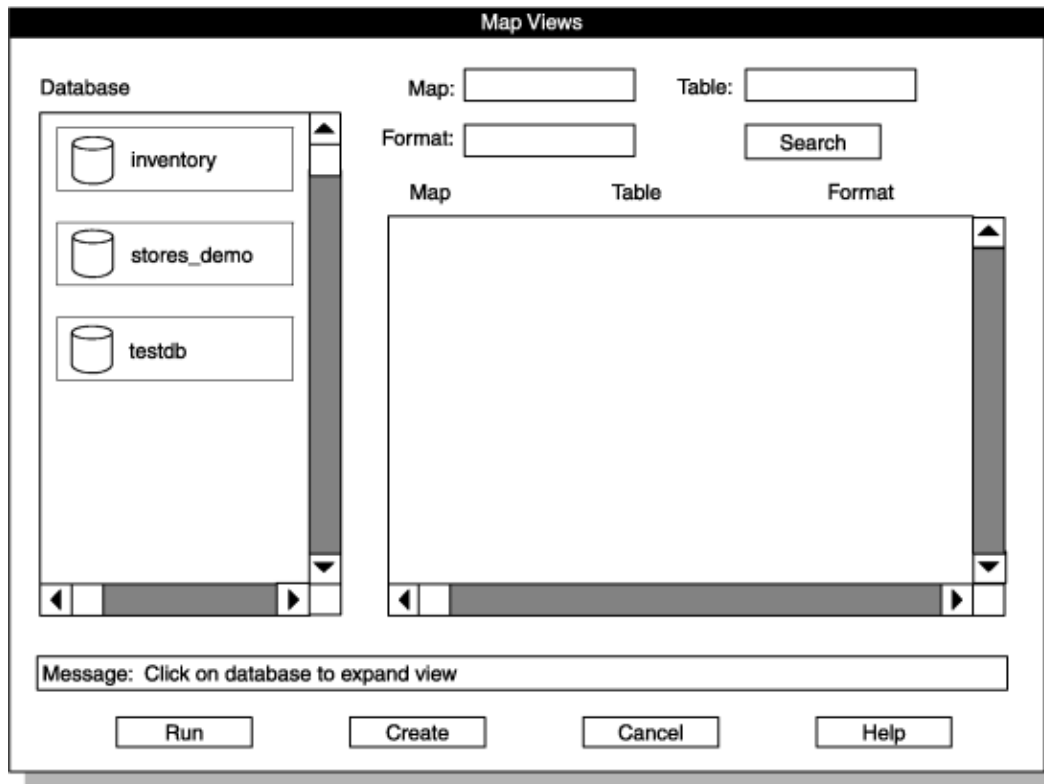 Map Views
Database
Map:
Table:
Format:
Search
Map Table Format
inventory
stores_demo
testdb
Message: Click on database to expand view
Run Create Cancel Help